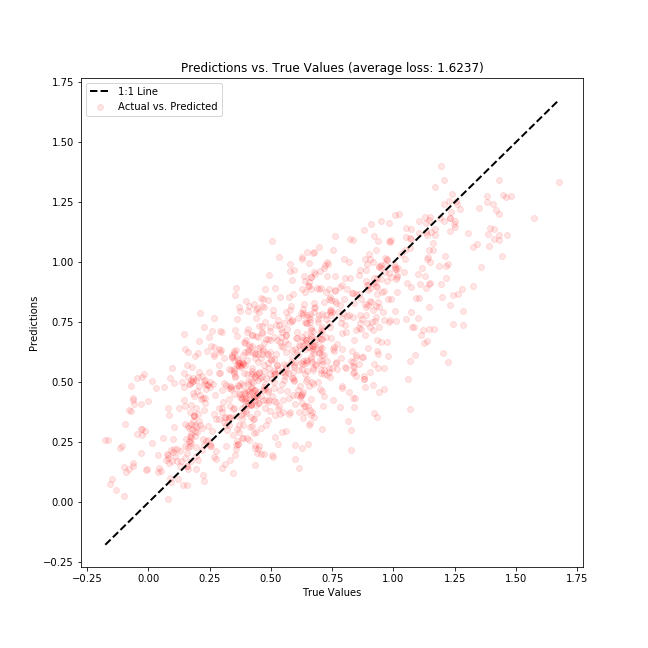 Predictions vs. True Values (average loss: 1.6237)
1:1 Line
Actual vs. Predicted
1.75
1.50
1.25
1.00
0.75
0.50
0.25
0.00
−0.25
Predictions
−0.25 0.00 0.25 0.50 0.75 1.00 1.25 1.50 1.75
True Values